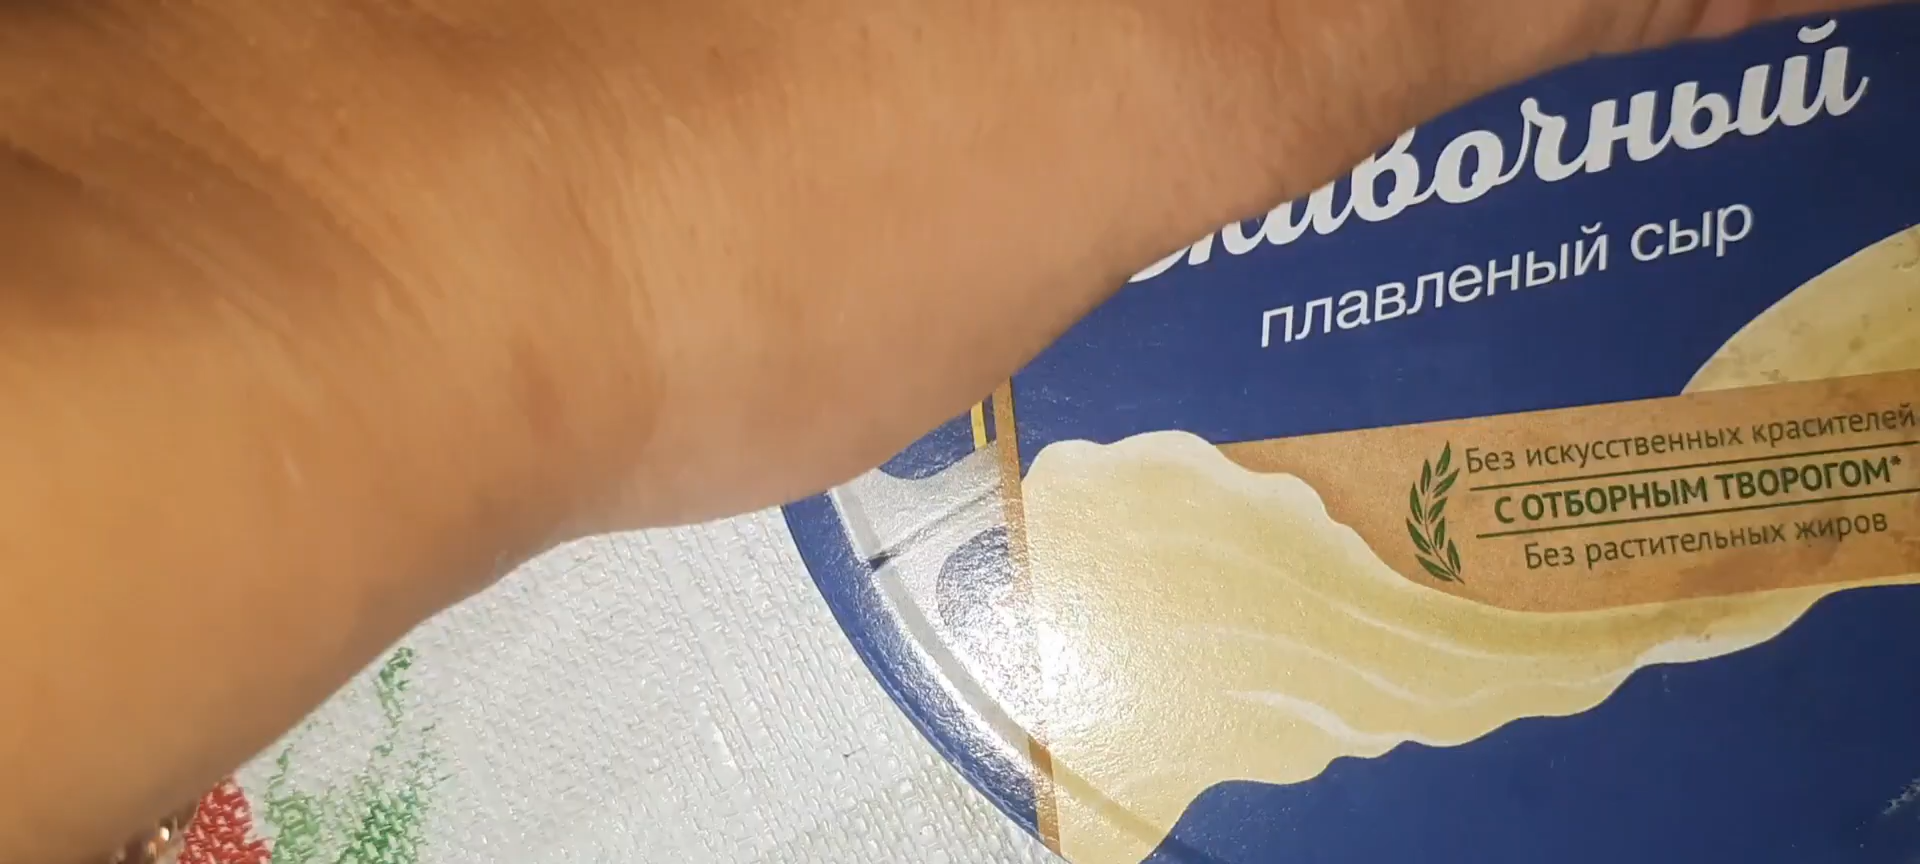 плавленый сыр
Без искусственных красителей
С ОТБОРНЫМ ТВОРОГОМ*
Без растительных жиров